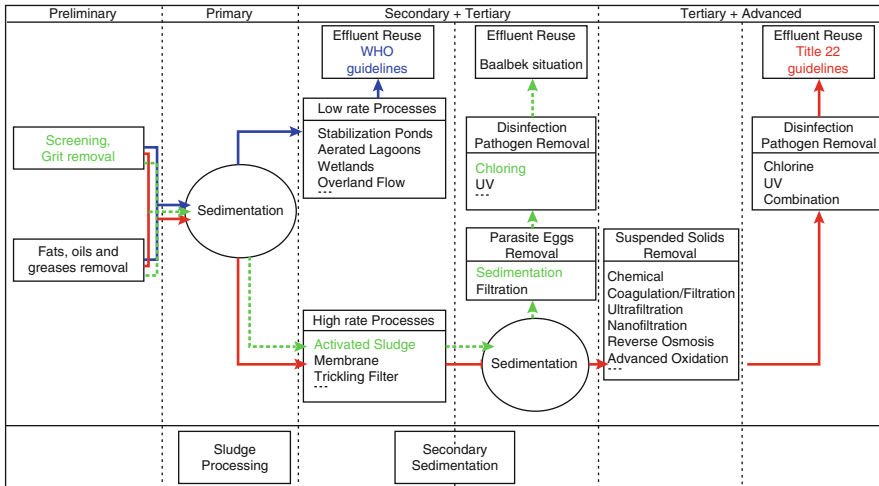 Preliminary
Primary
Secondary + Tertiary
Tertiary + Advanced
Screening,
Grit removal
Fats, oils and
greases removal
Sedimentation
Effluent Reuse
WHO
guidelines
Low rate Processes
Stabilization Ponds
Aerated Lagoons
Wetlands
Overland Flow
---
High rate Processes
Activated Sludge
Membrane
Trickling Filter
---
Effluent Reuse
Baalbek situation
Disinfection
Pathogen Removal
Chloring
UV
---
Parasite Eggs
Removal
Sedimentation
Filtration
Sedimentation
Suspended Solids
Removal
Chemical
Coagulation/Filtration
Ultrafiltration
Nanofiltration
Reverse Osmosis
Advanced Oxidation
---
Effluent Reuse
Title 22
guidelines
Disinfection
Pathogen Removal
Chlorine
UV
Combination
Sludge
Processing
Secondary
Sedimentation